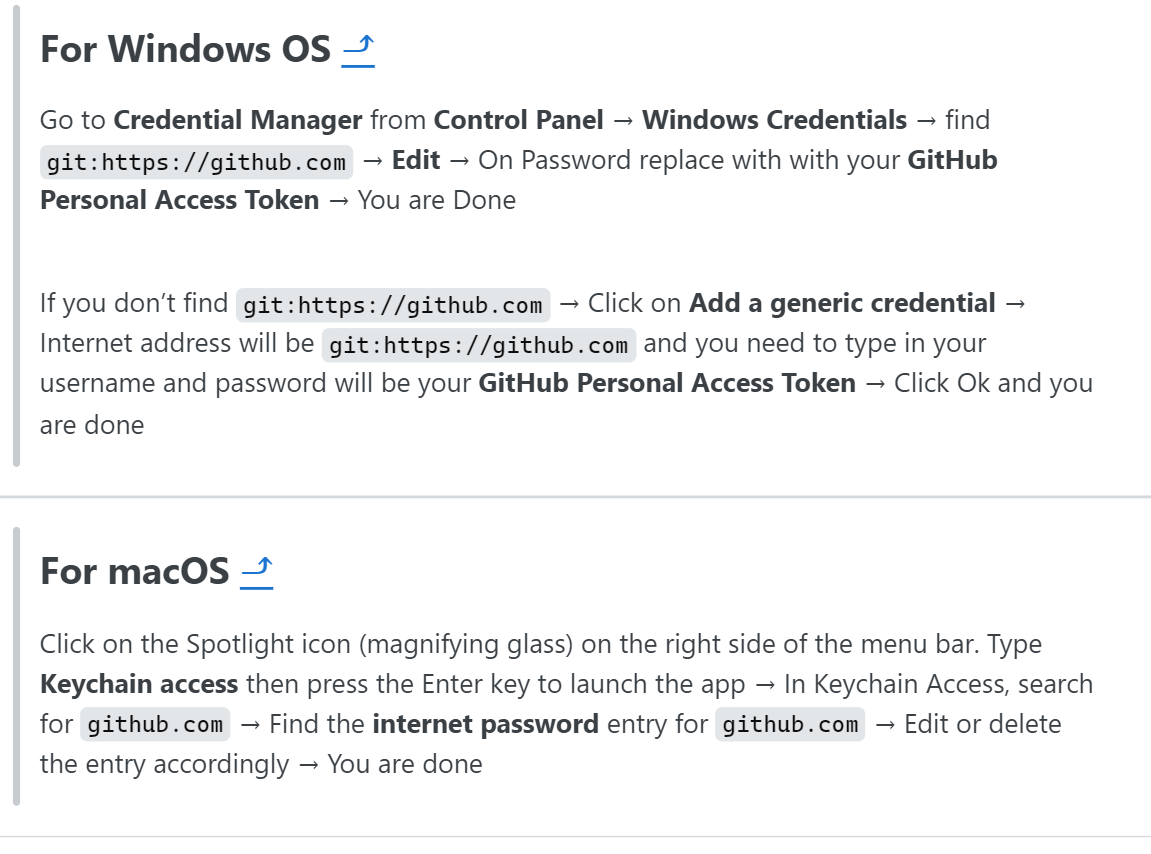 For Windows OS ⤴
Go to Credential Manager from Control Panel → Windows Credentials → find
git:https://github.com → Edit → On Password replace with with your GitHub
Personal Access Token → You are Done
If you don’t find git:https://github.com → Click on Add a generic credential →
Internet address will be git:https://github.com and you need to type in your
username and password will be your GitHub Personal Access Token → Click Ok and you
are done
For macOS ⤴
Click on the Spotlight icon (magnifying glass) on the right side of the menu bar. Type
Keychain access then press the Enter key to launch the app → In Keychain Access, search
for github.com → Find the internet password entry for github.com → Edit or delete
the entry accordingly → You are done